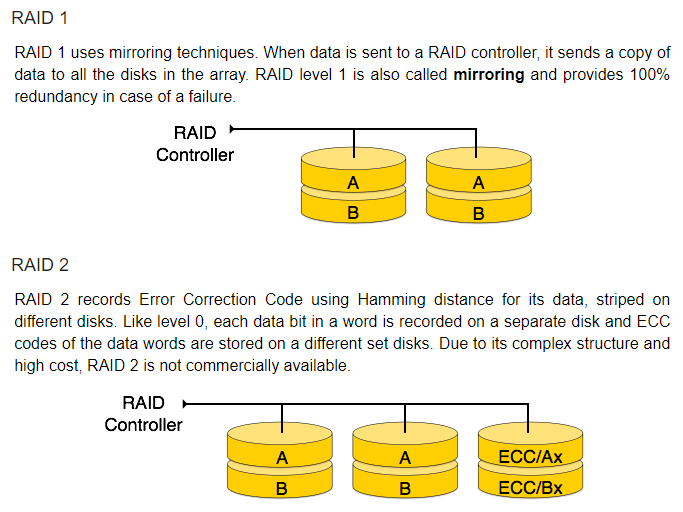 RAID 1
RAID 1 uses mirroring techniques. When data is sent to a RAID controller, it sends a copy of
data to all the disks in the array. RAID level 1 is also called mirroring and provides 100%
redundancy in case of a failure.
RAID
Controller
A A
B B
RAID 2
RAID 2 records Error Correction Code using Hamming distance for its data, striped on
different disks. Like level 0, each data bit in a word is recorded on a separate disk and ECC
codes of the data words are stored on a different set disks. Due to its complex structure and
high cost, RAID 2 is not commercially available.
RAID
Controller
A A ECC/Ax
B B ECC/Bx